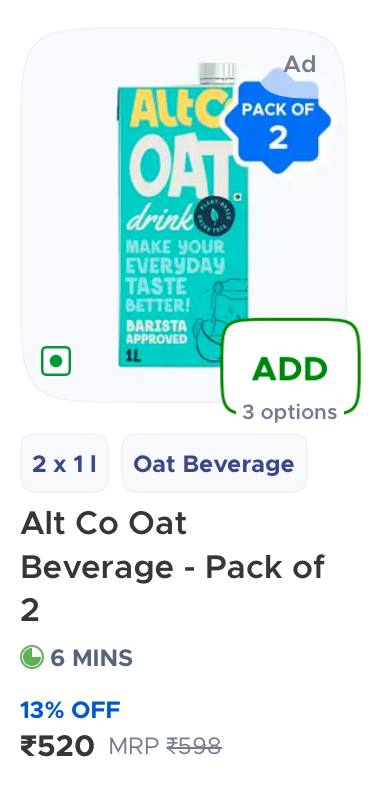 Ad
PACK OF
2
ALtC
OAT
drink
PLANT-BASED
DAIRY FREE
MAKE YOUR
EVERYDAY
TASTE
BETTER!
BARISTA
APPROVED
1L
ADD
3 options
2 x 1 l
Oat Beverage
Alt Co Oat
Beverage - Pack of
2
6 MINS
13% OFF
₹520 MRP ₹598